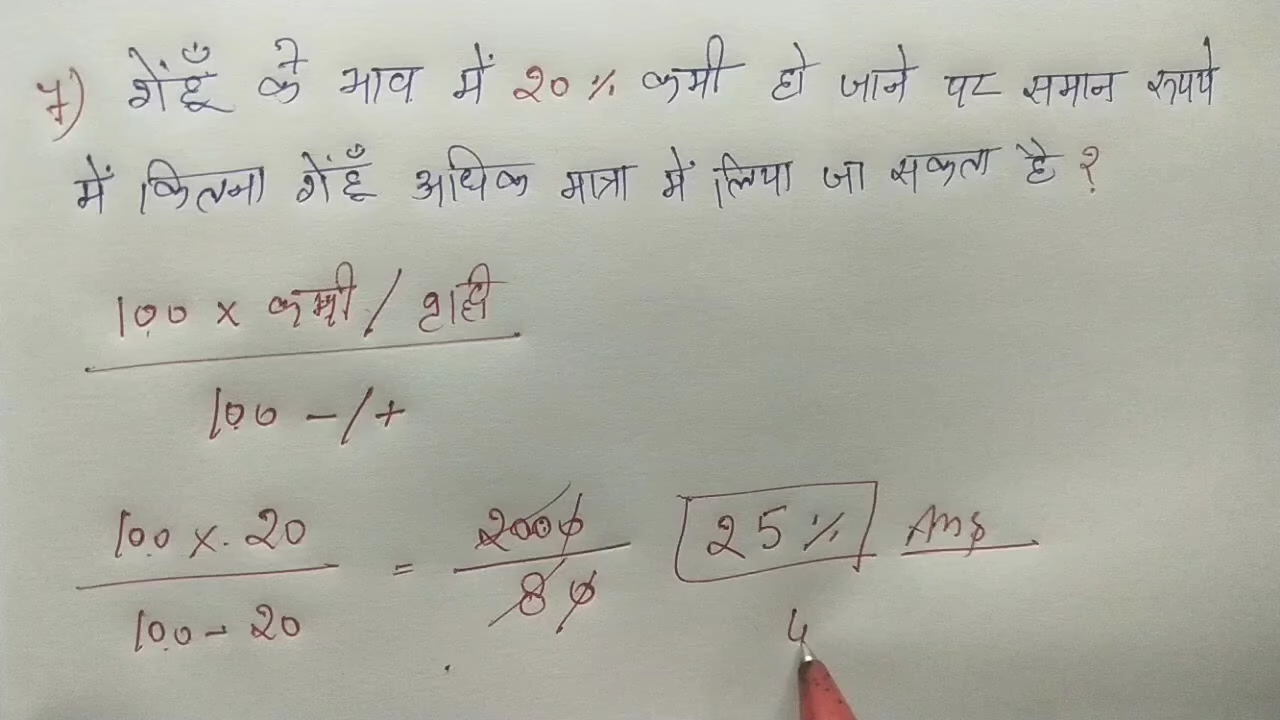 7) गेंहूँ के भाव में 20% कमी हो जाने पर समान रूपये
में कितना गेंहूँ अधिक मात्रा में लिया जा सकता है ?
100 x कमी / वृद्धि
100 - / +
100 x. 20
100 - 20
=
2000
80
25% Ans
4